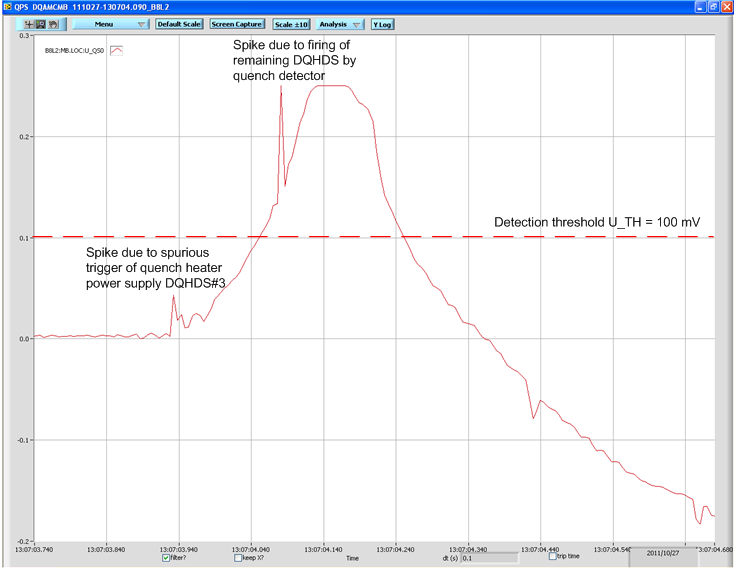 QPS DQAMCMB 111027-130704.090_B8L2
Menu Default Scale Screen Capture Scale ±10 Analysis Y Log
B8L2:MB.LOC:U_QS0
Spike due to firing of
remaining DQHDS by
quench detector
Detection threshold U_TH = 100 mV
Spike due to spurious
trigger of quench heater
power supply DQHDS#3
0.3
0.2
0.1
0.0
-0.1
-0.2
13:07:03.740 13:07:03.840 13:07:03.940 13:07:04.040 13:07:04.140 13:07:04.240 13:07:04.340 13:07:04.440 13:07:04.540 13:07:04.680
filter? keep X? Time dt (s) 0.1 trip time 2011/10/27